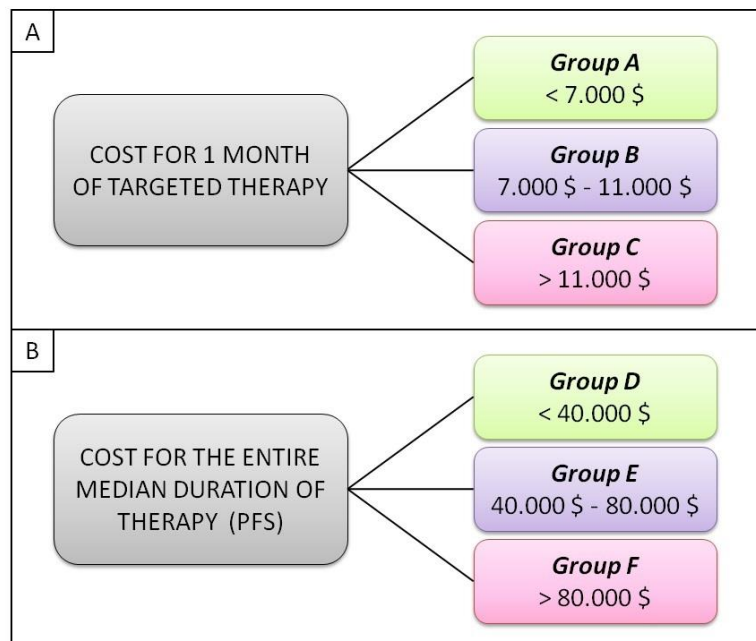 A
COST FOR 1 MONTH
OF TARGETED THERAPY
Group A
< 7.000 $
Group B
7.000 $ - 11.000 $
Group C
> 11.000 $
B
COST FOR THE ENTIRE
MEDIAN DURATION OF
THERAPY (PFS)
Group D
< 40.000 $
Group E
40.000 $ - 80.000 $
Group F
> 80.000 $